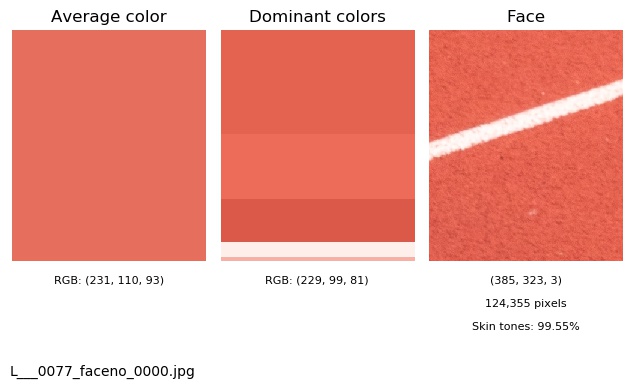 Average color
Dominant colors
Face
RGB: (231, 110, 93)
RGB: (229, 99, 81)
(385, 323, 3)
124,355 pixels
Skin tones: 99.55%
L___0077_faceno_0000.jpg